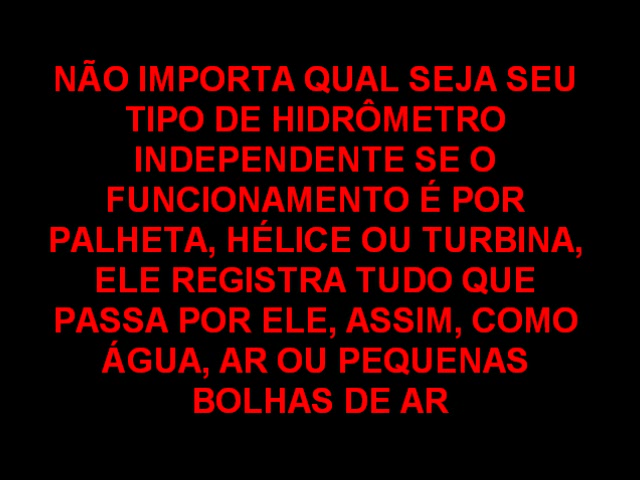 NÃO IMPORTA QUAL SEJA SEU
TIPO DE HIDRÔMETRO
INDEPENDENTE SE O
FUNCIONAMENTO É POR
PALHETA, HÉLICE OU TURBINA,
ELE REGISTRA TUDO QUE
PASSA POR ELE, ASSIM, COMO
ÁGUA, AR OU PEQUENAS
BOLHAS DE AR